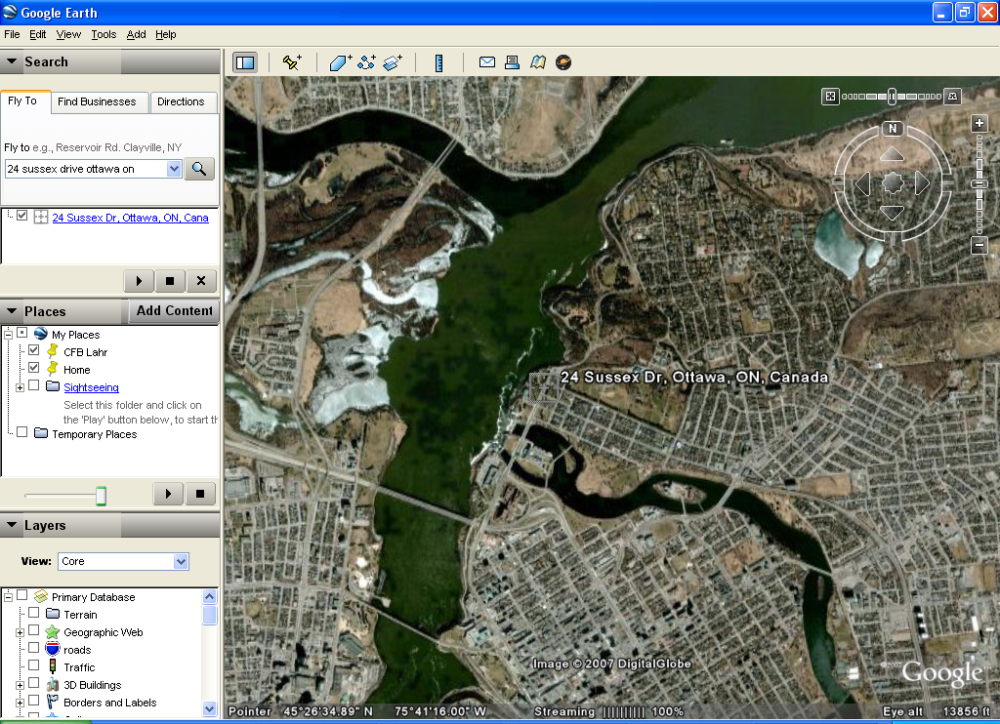 Google Earth
File Edit View Tools Add Help
Search
Fly To Find Businesses Directions
Fly to e.g., Reservoir Rd. Clayville, NY
24 sussex drive ottawa on
24 Sussex Dr, Ottawa, ON, Cana
Places Add Content
My Places
CFB Lahr
Home
Sightseeing
Select this folder and click on
the 'Play' button below, to start th
Temporary Places
Layers
View: Core
Primary Database
Terrain
Geographic Web
roads
Traffic
3D Buildings
Borders and Labels
N
24 Sussex Dr, Ottawa, ON, Canada
Image © 2007 DigitalGlobe
©2007 Google™
Pointer 45°26'34.89" N 75°41'16.00" W Streaming |||||||||| 100% Eye alt 13856 ft